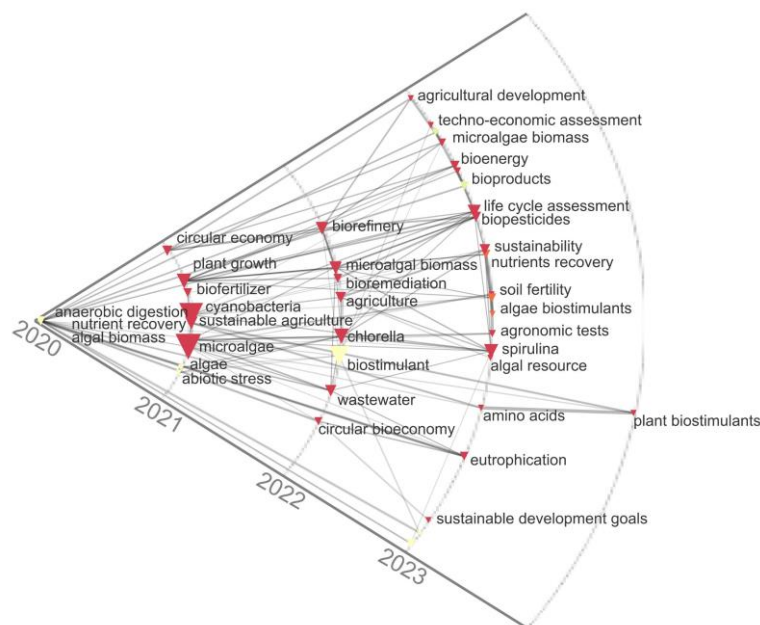 agricultural development
techno-economic assessment
microalgae biomass
bioenergy
bioproducts
life cycle assessment
biopesticides
biorefinery
circular economy
sustainability
nutrients recovery
plant growth
microalgal biomass
bioremediation
biofertilizer
agriculture
soil fertility
algae biostimulants
anaerobic digestion
cyanobacteria
nutrient recovery
sustainable agriculture
algal biomass
chlorella
agronomic tests
microalgae
spirulina
algae
biostimulant
algal resource
abiotic stress
2020
wastewater
amino acids
plant biostimulants
2021
circular bioeconomy
eutrophication
2022
sustainable development goals
2023